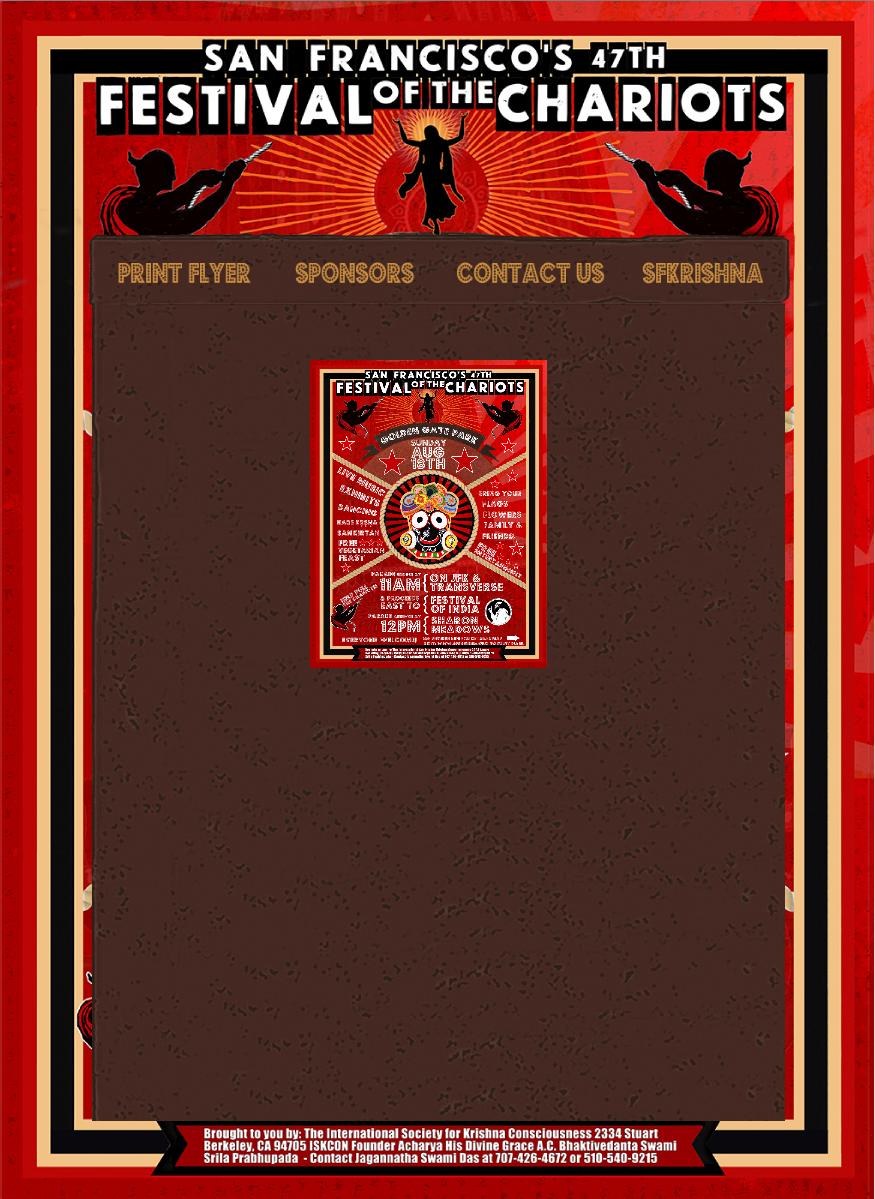 SAN FRANCISCO'S 47TH
FESTIVAL OF THE CHARIOTS
PRINT FLYER SPONSORS CONTACT US SFKRISHNA
SAN FRANCISCO'S 47TH
FESTIVAL OF THE CHARIOTS
GOLDEN GATE PARK
SUNDAY
AUG
18TH
LIVE MUSIC
EXHIBITS
DANCING
BRING YOUR
FLAGS
FLOWERS
FAMILY &
FRIENDS
SANKIRTAN
FREE
VEGETARIAN
FEAST
11AM
ON JFK &
TRANSVERSE
& PROCEEDS
EAST TO
FESTIVAL
OF INDIA
12PM
SHARON
MEADOWS
EVERYONE WELCOME!
Brought to you by: The International Society for Krishna Consciousness 2334 Stuart
Berkeley, CA 94705 ISKCON Founder Acharya His Divine Grace A.C. Bhaktivedanta Swami
Srila Prabhupada - Contact Jagannatha Swami Das at 707-426-4672 or 510-540-9215